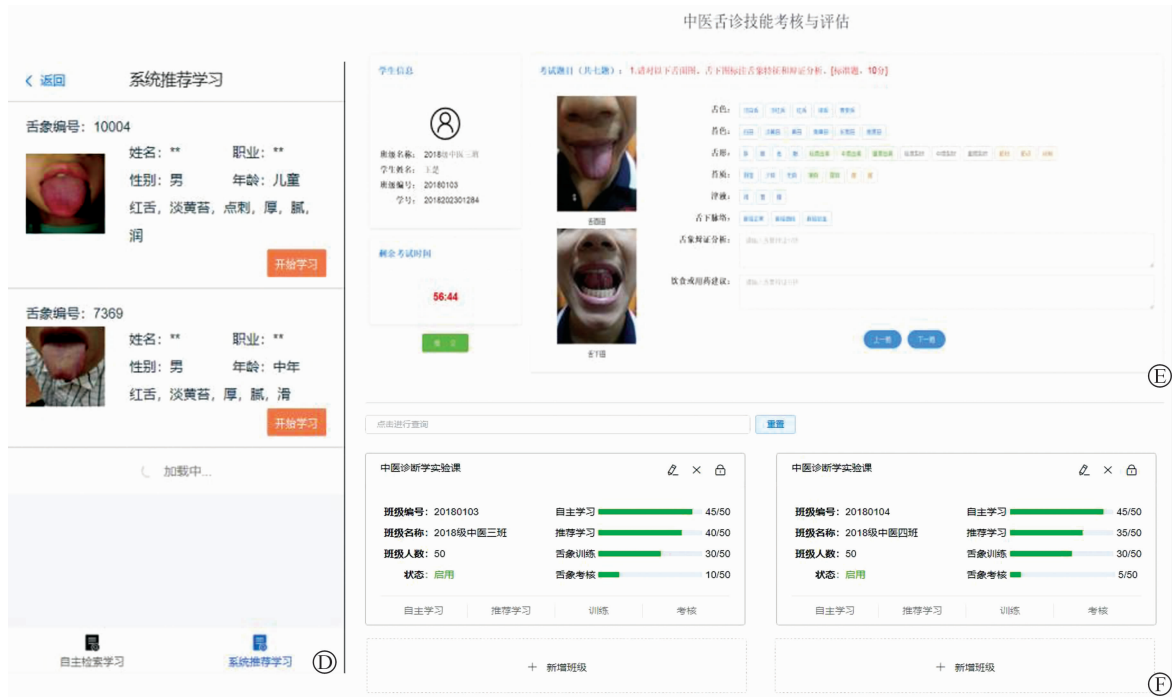 中医舌诊技能考核与评估
返回 系统推荐学习
舌象编号：10004
姓名：** 职业：**
性别：男 年龄：儿童
红舌，淡黄苔，点刺，厚，腻，
润
开始学习
舌象编号：7369
姓名：** 职业：**
性别：男 年龄：中年
红舌，淡黄苔，厚，腻，滑
开始学习
加载中...
自主检索学习 系统推荐学习
D
学生信息
班级名称：2018级中医三班
学生姓名：
班级编号：20180103
学号：2018202301284
剩余考试时间
56:44
考试题目（共七题）：1.请对以下舌面图、舌下图标注舌象特征和辩证分析。[标准题，10分]
舌面图
舌下图
舌色：
苔色：
舌形：
苔质：
津液：
舌下脉络：
舌象辩证分析：
饮食或用药建议：
上一题 下一题
E
点击进行查询 重置
中医诊断学实验课
班级编号：20180103 自主学习 45/50
班级名称：2018级中医三班 推荐学习 40/50
班级人数：50 舌象训练 30/50
状态：启用 舌象考核 10/50
自主学习 推荐学习 训练 考核
中医诊断学实验课
班级编号：20180104 自主学习 45/50
班级名称：2018级中医四班 推荐学习 35/50
班级人数：50 舌象训练 30/50
状态：启用 舌象考核 5/50
自主学习 推荐学习 训练 考核
+ 新增班级
+ 新增班级
F